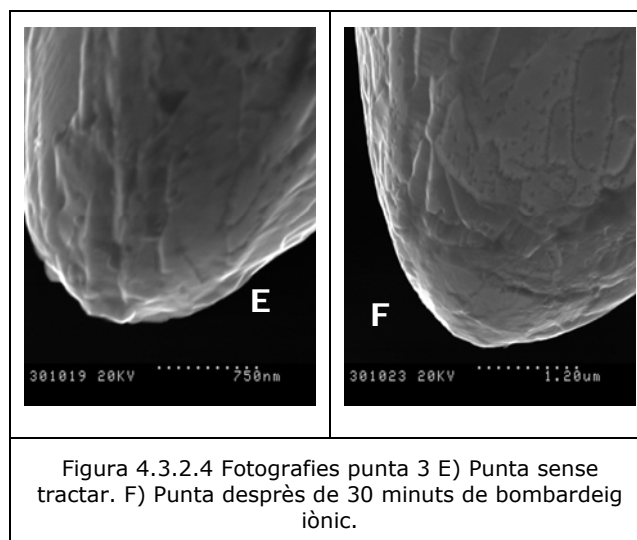 E
301019 20KV 750nm
F
301023 20KV 1.20um
Figura 4.3.2.4 Fotografies punta 3 E) Punta sense
tractar. F) Punta desprès de 30 minuts de bombardeig
iònic.